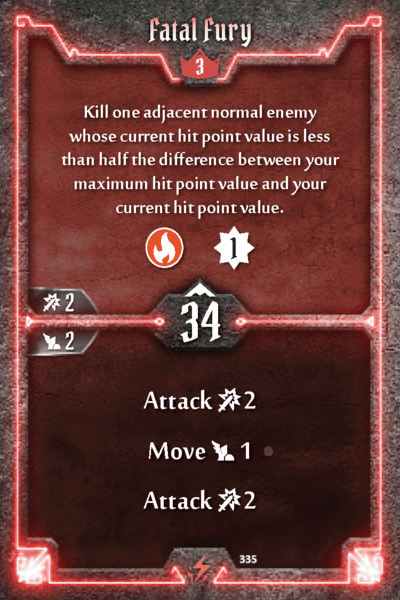 Fatal Fury
3
Kill one adjacent normal enemy
whose current hit point value is less
than half the difference between your
maximum hit point value and your
current hit point value.
1
2
34
2
Attack 2
Move 1
Attack 2
335